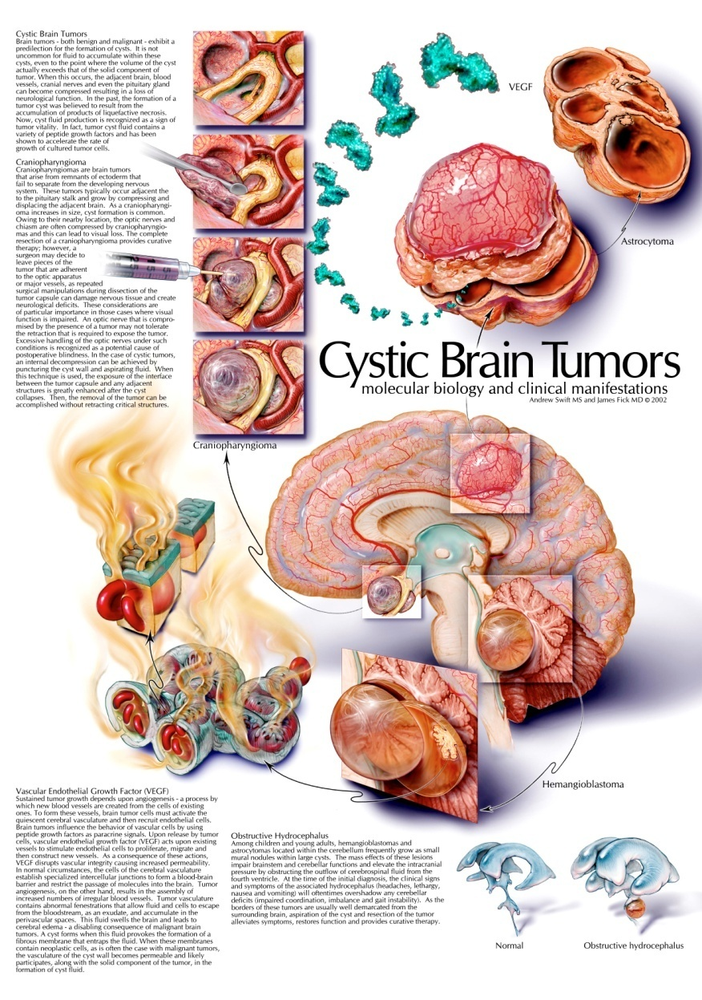 Cystic Brain Tumors
Brain tumors - both benign and malignant - exhibit a
predilection for the formation of cysts. It is not
uncommon for fluid to accumulate within these
cysts, even to the point where the volume of the cyst
actually exceeds that of the solid component of
tumor. When this occurs, the adjacent brain, blood
vessels, cranial nerves and even the pituitary gland
can become compressed resulting in a loss of
neurological function. In the past, the formation of a
tumor cyst was believed to result from the
accumulation of products of liquefactive necrosis.
Now, cyst fluid production is recognized as a sign of
tumor vitality. In fact, tumor cyst fluid contains a
variety of peptide growth factors and has been
shown to accelerate the rate of
growth of cultured tumor cells.
Craniopharyngioma
Craniopharyngiomas are brain tumors
that arise from remnants of ectoderm that
fail to separate from the developing nervous
system. These tumors typically occur adjacent the
to the pituitary stalk and grow by compressing and
displacing the adjacent brain. As a craniopharyngi-
oma increases in size, cyst formation is common.
Owing to their nearby location, the optic nerves and
chiasm are often compressed by craniopharyngio-
mas and this can lead to visual loss. The complete
resection of a craniopharyngioma provides curative
therapy; however, a
surgeon may decide to
leave pieces of the
tumor that are adherent
to the optic apparatus
or major vessels, as repeated
surgical manipulations during dissection of the
tumor capsule can damage nervous tissue and create
neurological deficits. These considerations are
of particular importance in those cases where visual
function is impaired. An optic nerve that is compro-
mised by the presence of a tumor may not tolerate
the retraction that is required to expose the tumor.
Excessive handling of the optic nerves under such
conditions is recognized as a potential cause of
postoperative blindness. In the case of cystic tumors,
an internal decompression can be achieved by
puncturing the cyst wall and aspirating fluid. When
this technique is used, the exposure of the interface
between the tumor capsule and any adjacent
structures is greatly enhanced after the cyst
collapses. Then, the removal of the tumor can be
accomplished without retracting critical structures.
VEGF
Astrocytoma
Cystic Brain Tumors
molecular biology and clinical manifestations
Andrew Swift MS and James Fick MD © 2002
Craniopharyngioma
Hemangioblastoma
Vascular Endothelial Growth Factor (VEGF)
Sustained tumor growth depends upon angiogenesis - a process by
which new blood vessels are created from the cells of existing
ones. To form these vessels, brain tumor cells must activate the
quiescent cerebral vasculature and then recruit endothelial cells.
Brain tumors influence the behavior of vascular cells by using
peptide growth factors as paracrine signals. Upon release by tumor
cells, vascular endothelial growth factor (VEGF) acts upon existing
vessels to stimulate endothelial cells to proliferate, migrate and
then construct new vessels. As a consequence of these actions,
VEGF disrupts vascular integrity causing increased permeability.
In normal circumstances, the cells of the cerebral vasculature
establish specialized intercellular junctions to form a blood-brain
barrier and restrict the passage of molecules into the brain. Tumor
angiogenesis, on the other hand, results in the assembly of
increased numbers of irregular blood vessels. Tumor vasculature
contains abnormal fenestrations that allow fluid and cells to escape
from the bloodstream, as an exudate, and accumulate in the
perivascular spaces. This fluid swells the brain and leads to
cerebral edema - a disabling consequence of malignant brain
tumors. A cyst forms when this fluid provokes the formation of a
fibrous membrane that entraps the fluid. When these membranes
contain neoplastic cells, as is often the case with malignant tumors,
the vasculature of the cyst wall becomes permeable and likely
participates, along with the solid component of the tumor, in the
formation of cyst fluid.
Obstructive Hydrocephalus
Among children and young adults, hemangioblastomas and
astrocytomas located within the cerebellum frequently grow as small
mural nodules within large cysts. The mass effects of these lesions
impair brainstem and cerebellar functions and elevate the intracranial
pressure by obstructing the outflow of cerebrospinal fluid from the
fourth ventricle. At the time of the initial diagnosis, the clinical signs
and symptoms of the associated hydrocephalus (headaches, lethargy,
nausea and vomiting) will oftentimes overshadow any cerebellar
deficits (impaired coordination, imbalance and gait instability). As the
borders of these tumors are usually well demarcated from the
surrounding brain, aspiration of the cyst and resection of the tumor
alleviates symptoms, restores function and provides curative therapy.
Normal
Obstructive hydrocephalus